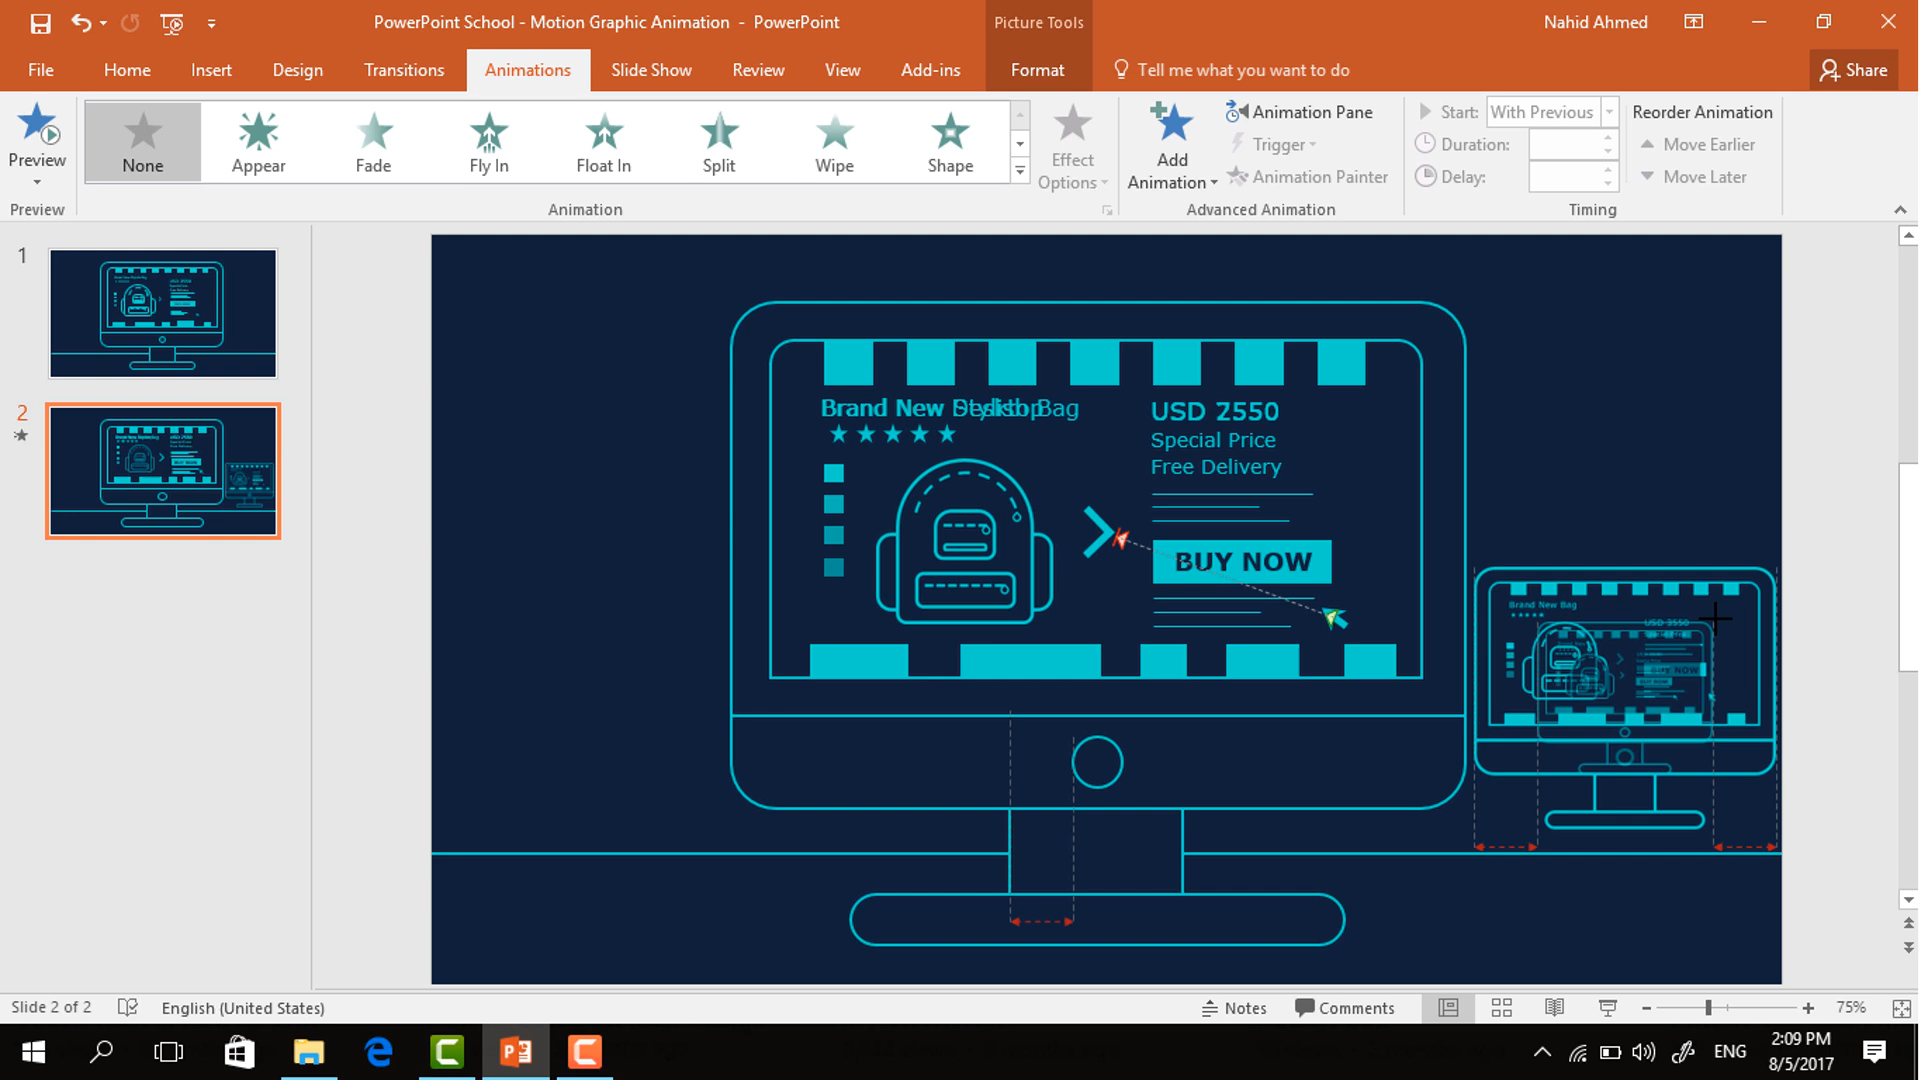 PowerPoint School - Motion Graphic Animation - PowerPoint
Picture Tools
Nahid Ahmed
File Home Insert Design Transitions Animations Slide Show Review View Add-ins Format Tell me what you want to do Share
Preview
None Appear Fade Fly In Float In Split Wipe Shape
Effect Options
Add Animation
Animation Pane
Trigger
Animation Painter
Start: With Previous
Duration:
Delay:
Reorder Animation
Move Earlier
Move Later
Preview Animation Advanced Animation Timing
1
2
Brand New
Bag
USD
Special Price
Free Delivery
BUY NOW
Brand New Bag
Slide 2 of 2 English (United States) Notes Comments 75%
ENG
2:09 PM
8/5/2017